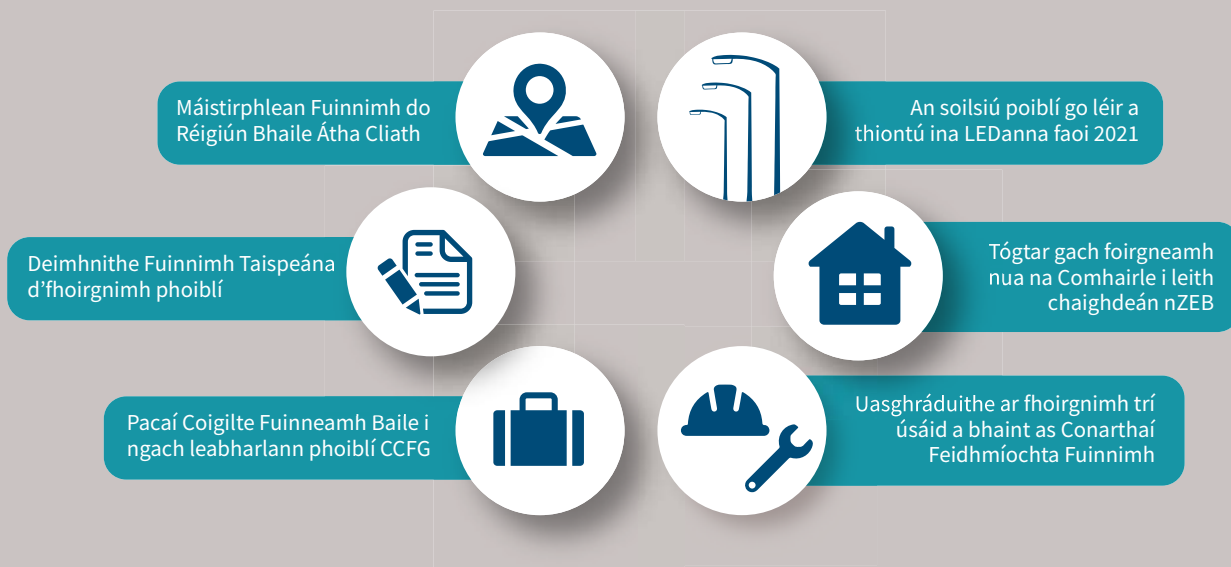 Máistirphlean Fuinnimh do
Réigiún Bhaile Átha Cliath
An soilsiú poiblí go léir a
thiontú ina LEDanna faoi 2021
Deimhnithe Fuinnimh Taispeána
d’fhoirgnimh phoiblí
Tógtar gach foirgneamh
nua na Comhairle i leith
chaighdeán nZEB
Pacaí Coigilte Fuinneamh Baile i
ngach leabharlann phoiblí CCFG
Uasghráduithe ar fhoirgnimh trí
úsáid a bhaint as Conarthaí
Feidhmíochta Fuinnimh